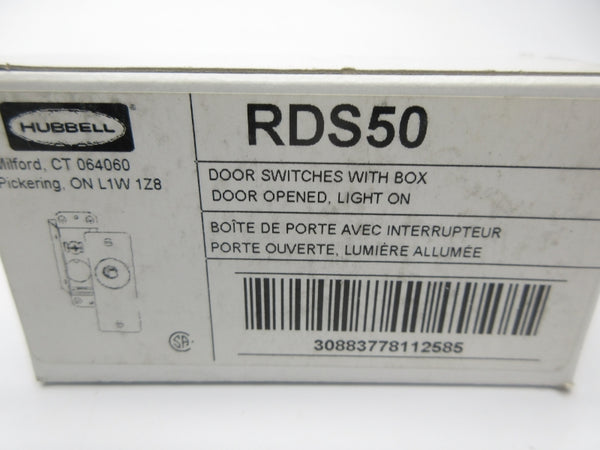 HUBBELL
Milford, CT 064060
Pickering, ON L1W 1Z8
RDS50
DOOR SWITCHES WITH BOX
DOOR OPENED, LIGHT ON
BOÎTE DE PORTE AVEC INTERRUPTEUR
PORTE OUVERTE, LUMIÈRE ALLUMÉE
30883778112585